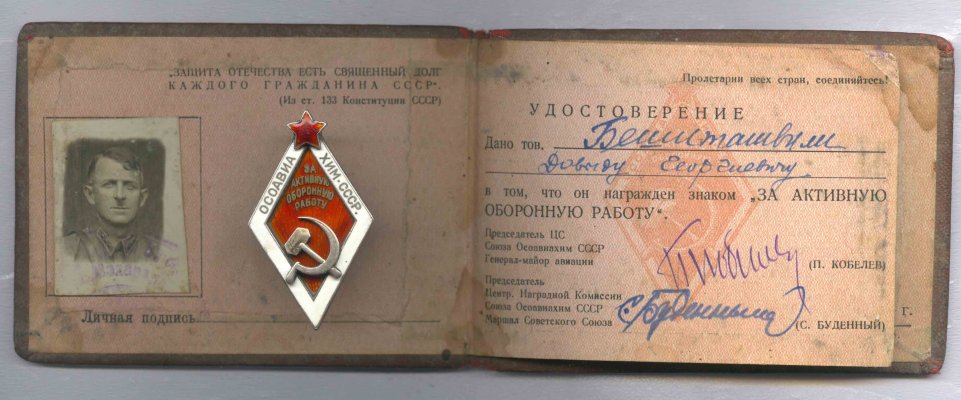 „ЗАЩИТА ОТЕЧЕСТВА ЕСТЬ СВЯЩЕННЫЙ ДОЛГ
КАЖДОГО ГРАЖДАНИНА СССР".
(Из ст. 133 Конституции СССР)
ОСОАВИА
ХИМ-СССР.
ЗА
АКТИВНУЮ
ОБОРОННУЮ
РАБОТУ
Личная подпись
Пролетарии всех стран, соединяйтесь!
УДОСТОВЕРЕНИЕ
Дано тов.
Давыду Георгиевичу
в том, что он награжден знаком „ЗА АКТИВНУЮ
ОБОРОННУЮ РАБОТУ".
Председатель ЦС
Союза Осоавиахим СССР
Генерал-майор авиации
(П. КОБЕЛЕВ)
Председатель
Центр. Наградной Комиссии
Союза Осоавиахим СССР
Маршал Советского Союза
С. Буденный
(С. БУДЕННЫЙ)
г.